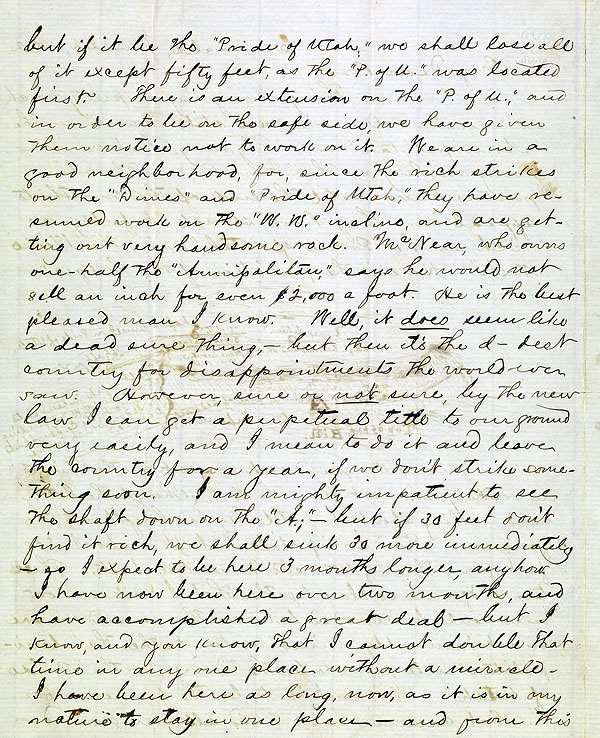 but if it be the "Pride of Utah," we shall lose all
of it except fifty feet, as the "P. of U." was located
first. There is an extension on the "P. of U.," and
in order to be on the safe side, we have given
them notice not to work on it. We are in a
good neighborhood, for, since the rich strikes
on the "Dimes" and "Pride of Utah," they have re-
sumed work on the "W. W." incline, and are get-
ting out very handsome rock. McNear, who owns
one-half the "Annipolitan," says he would not
sell an inch for even $2,000 a foot. He is the best
pleased man I know. Well, it does seem like
a dead sure thing,— but then it's the d—dest
country for disappointments the world ever
saw. However, sure or not sure, by the new
law I can get a perpetual title to our ground
very easily, and I mean to do it and leave
the country for a year, if we don't strike some-
thing soon. I am mighty impatient to see
the shaft down on the "A;"— but if 30 feet don't
find it rich, we shall sink 30 more immediately
— so I expect to be here 3 months longer, anyhow.
I have now been here over two months, and
have accomplished a great deal — but I
know, and you know, that I cannot double that
time in any one place without a miracle.
I have been here as long, now, as it is in my
nature to stay in one place — and from this